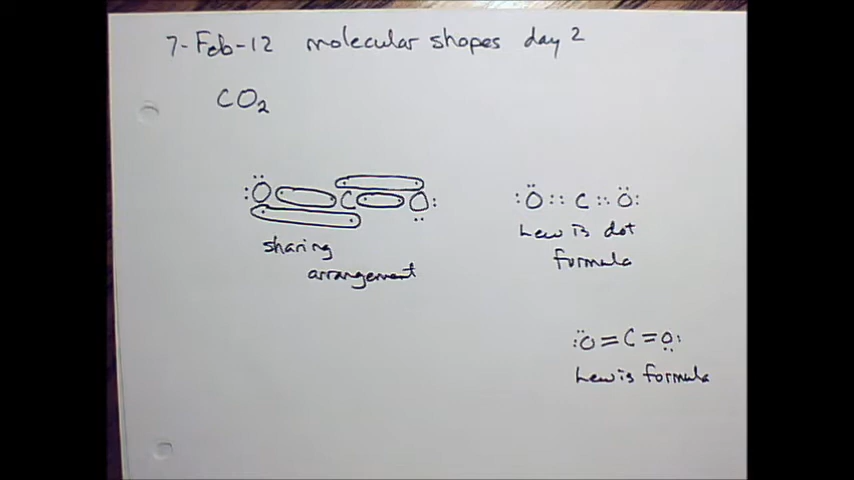 7-Feb-12 molecular shapes day 2
CO₂
:Ö C O:
sharing
arrangement
:Ö::C::Ö:
Lewis dot
formula
:Ö=C=O:
Lewis formula